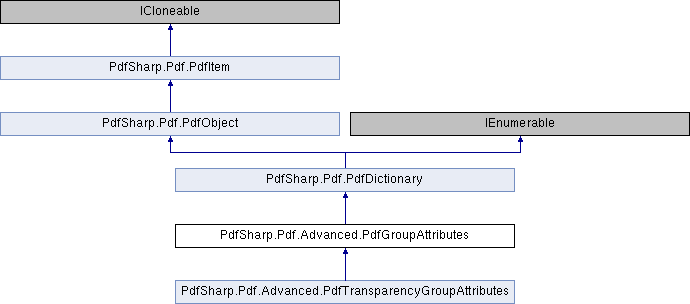 ICloneable
PdfSharp.Pdf.PdfItem
PdfSharp.Pdf.PdfObject
IEnumerable
PdfSharp.Pdf.PdfDictionary
PdfSharp.Pdf.Advanced.PdfGroupAttributes
PdfSharp.Pdf.Advanced.PdfTransparencyGroupAttributes